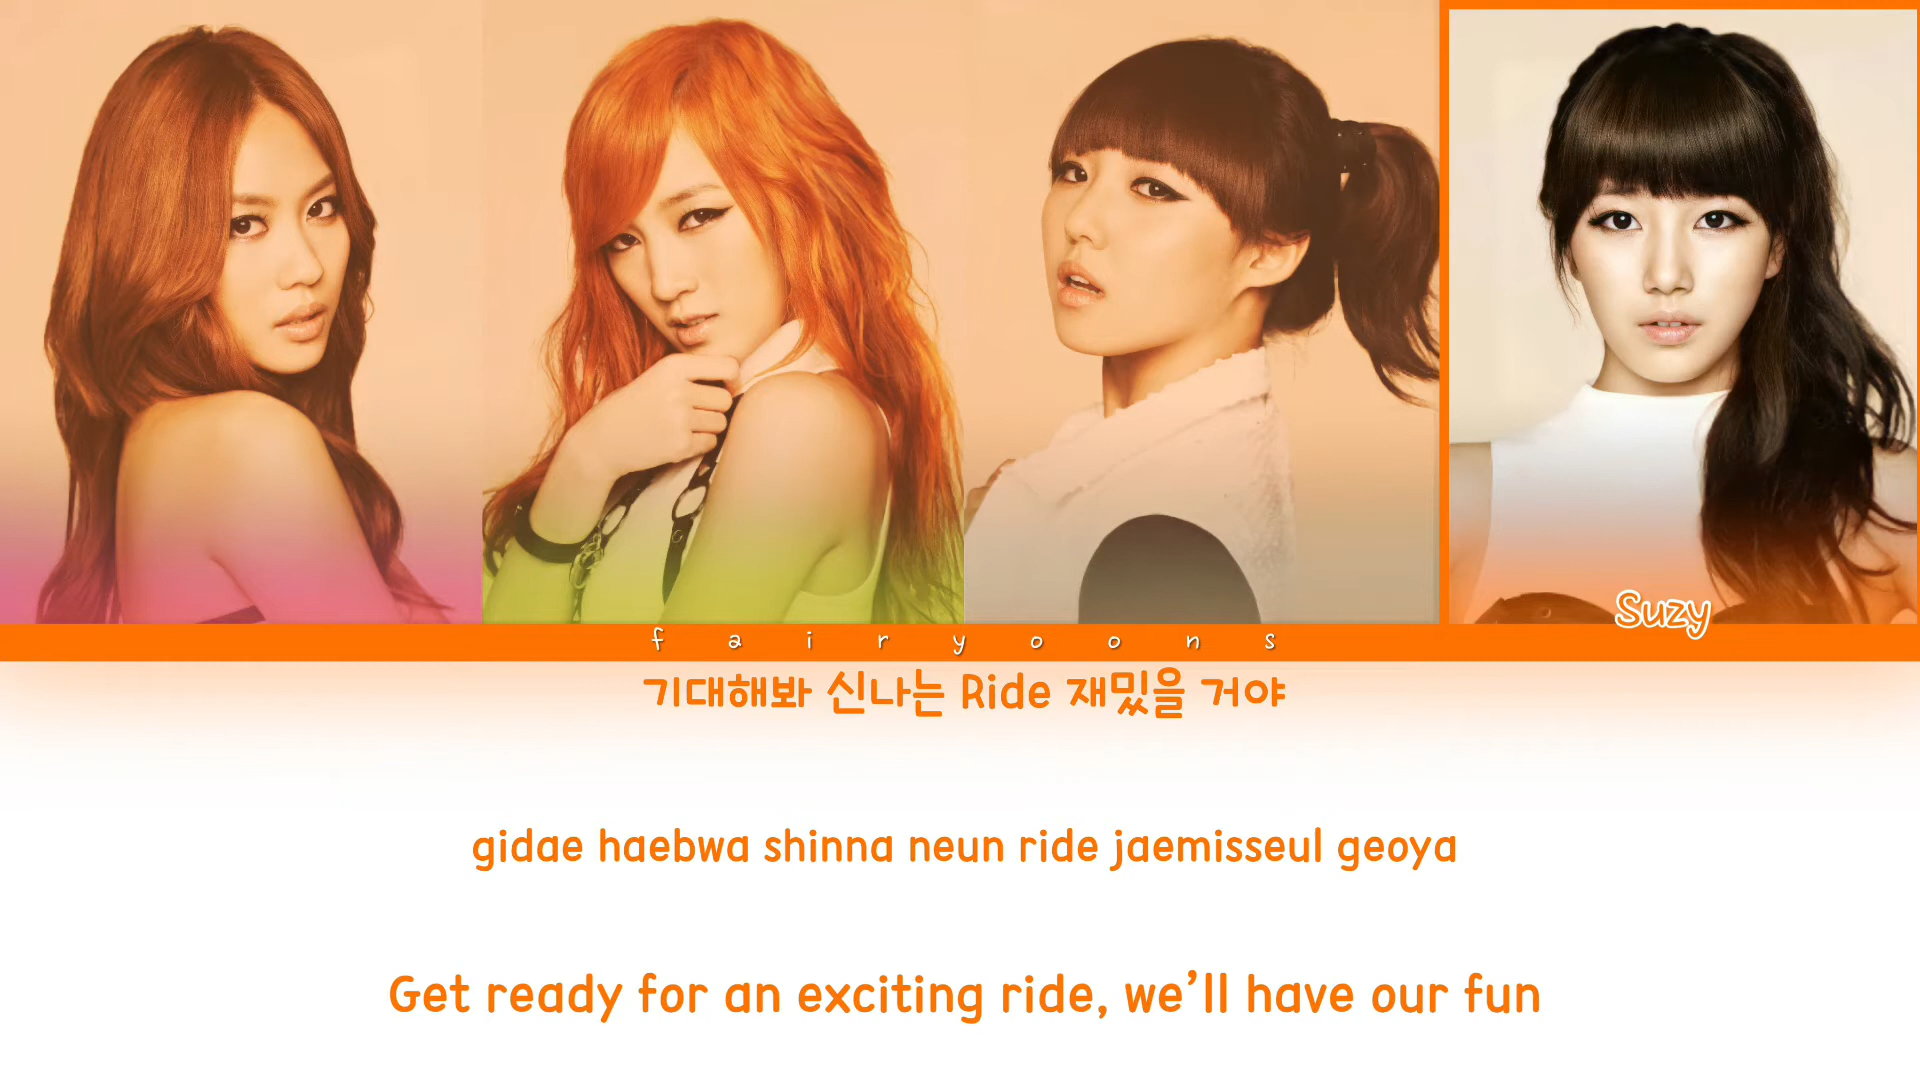 Suzy
fairyoons
기대해봐 신나는 Ride 재밌을 거야
gidae haebwa shinna neun ride jaemisseul geoya
Get ready for an exciting ride, we’ll have our fun